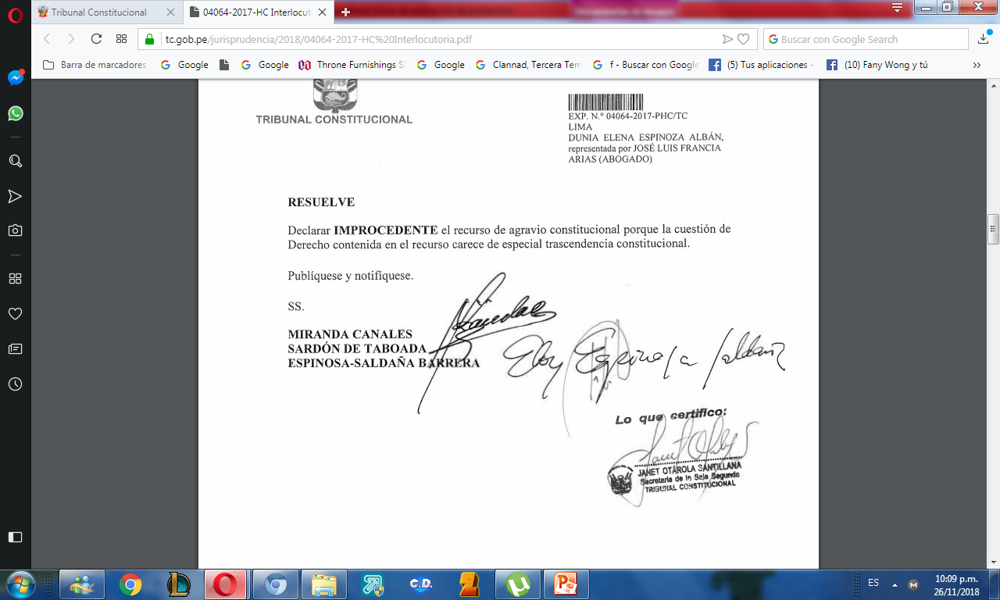 Tribunal Constitucional
04064-2017-HC Interlocuto
tc.gob.pe/jurisprudencia/2018/04064-2017-HC%20Interlocutoria.pdf
Buscar con Google Search
Barra de marcadores
Google
Google
Throne Furnishings S
Google
Clannad, Tercera Tem
f - Buscar con Google
(5) Tus aplicaciones -
(10) Fany Wong y tú
TRIBUNAL CONSTITUCIONAL
EXP. N.° 04064-2017-PHC/TC
LIMA
DUNIA ELENA ESPINOZA ALBÁN,
representada por JOSÉ LUIS FRANCIA
ARIAS (ABOGADO)
RESUELVE
Declarar IMPROCEDENTE el recurso de agravio constitucional porque la cuestión de
Derecho contenida en el recurso carece de especial trascendencia constitucional.
Publíquese y notifíquese.
SS.
MIRANDA CANALES
SARDÓN DE TABOADA
ESPINOSA-SALDAÑA BARRERA
Eloy Espinosa Saldaña
Lo que certifico:
JANET OTÁROLA SANTILLANA
Secretaria de la Sala Segunda
TRIBUNAL CONSTITUCIONAL
C.D.
ES
10:09 p.m.
26/11/2018